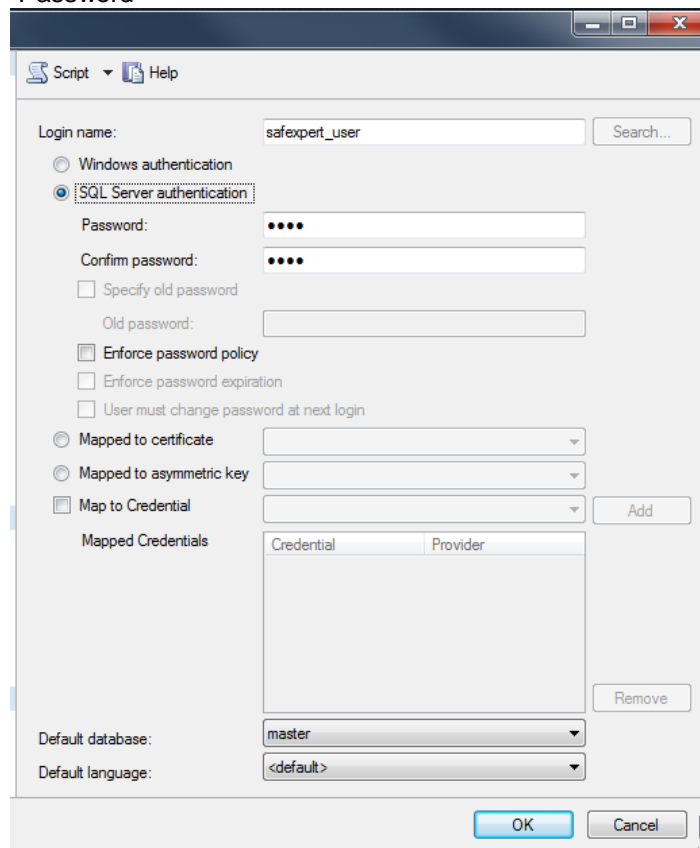 Password
Script Help
Login name: safexpert_user Search...
Windows authentication
SQL Server authentication
Password: ••••
Confirm password: ••••
Specify old password
Old password:
Enforce password policy
Enforce password expiration
User must change password at next login
Mapped to certificate
Mapped to asymmetric key
Map to Credential Add
Mapped Credentials Credential Provider
Remove
Default database: master
Default language: <default>
OK Cancel